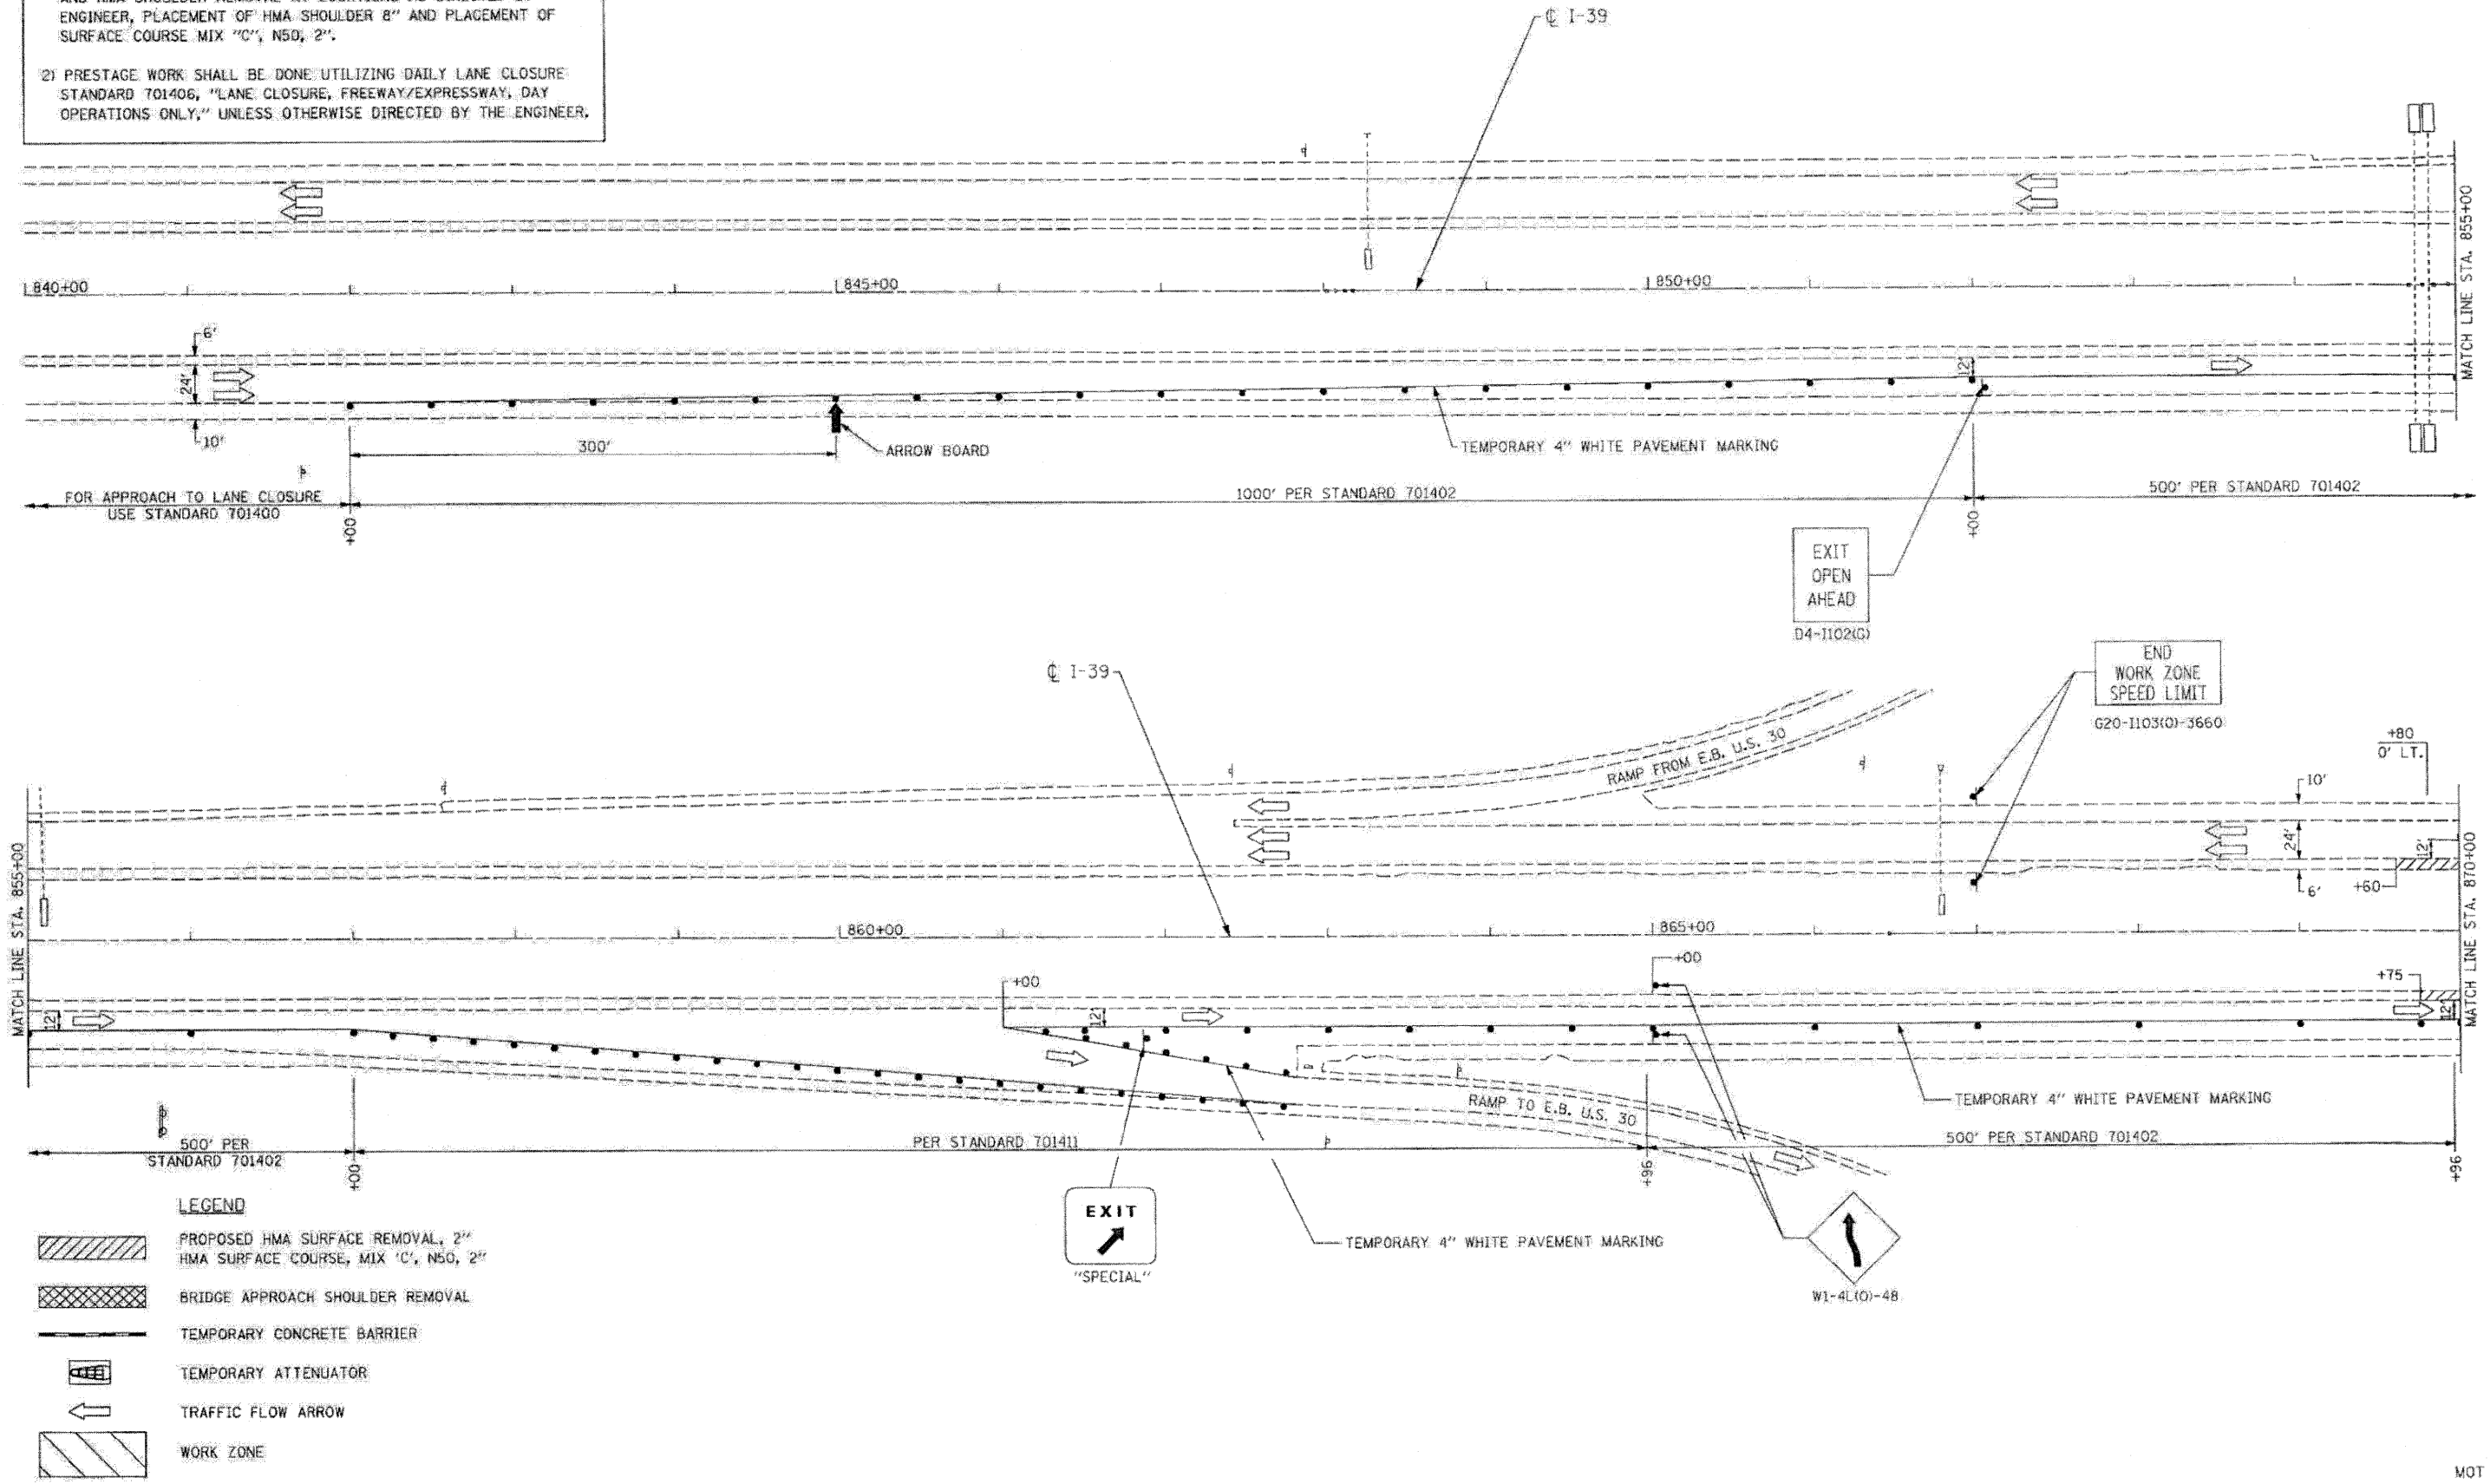 ENGINEER, PLACEMENT OF HMA SHOULDER 8" AND PLACEMENT OF
SURFACE COURSE MIX "C", N50, 2".
2) PRESTAGE WORK SHALL BE DONE UTILIZING DAILY LANE CLOSURE
STANDARD 701406, "LANE CLOSURE, FREEWAY/EXPRESSWAY, DAY
OPERATIONS ONLY," UNLESS OTHERWISE DIRECTED BY THE ENGINEER.
℄ I-39
MATCH LINE STA. 855+00
840+00
845+00
850+00
6'
24'
10'
12'
300'
ARROW BOARD
TEMPORARY 4" WHITE PAVEMENT MARKING
FOR APPROACH TO LANE CLOSURE
USE STANDARD 701400
1000' PER STANDARD 701402
500' PER STANDARD 701402
+00
+00
EXIT
OPEN
AHEAD
D4-I102(O)
℄ I-39
END
WORK ZONE
SPEED LIMIT
G20-I103(O)-3660
+80
0' LT.
RAMP FROM E.B. U.S. 30
10'
24'
12'
6'
+60
MATCH LINE STA. 855+00
MATCH LINE STA. 870+00
860+00
865+00
+00
+00
+75
12'
12'
12'
RAMP TO E.B. U.S. 30
TEMPORARY 4" WHITE PAVEMENT MARKING
500' PER
STANDARD 701402
PER STANDARD 701411
500' PER STANDARD 701402
+00
+96
+96
EXIT
"SPECIAL"
TEMPORARY 4" WHITE PAVEMENT MARKING
W1-4L(O)-48
LEGEND
PROPOSED HMA SURFACE REMOVAL, 2"
HMA SURFACE COURSE, MIX 'C', N50, 2"
BRIDGE APPROACH SHOULDER REMOVAL
TEMPORARY CONCRETE BARRIER
TEMPORARY ATTENUATOR
TRAFFIC FLOW ARROW
WORK ZONE
MOT